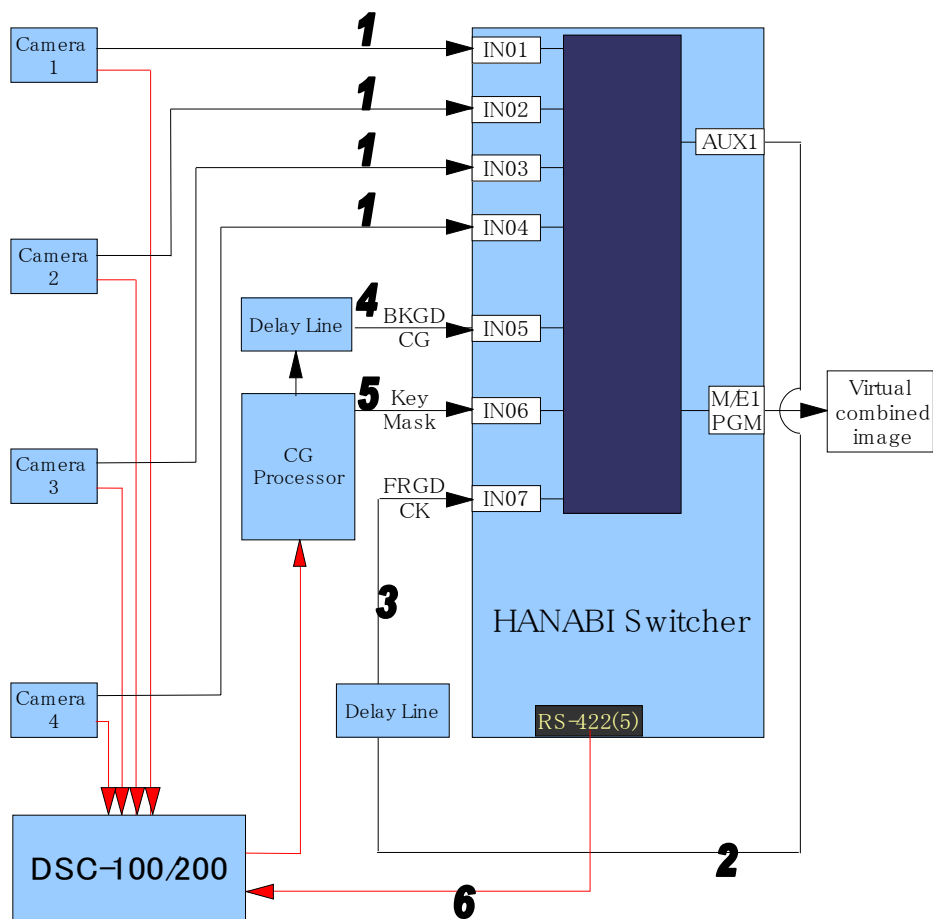 Camera
1
1
IN01
1
IN02
AUX1
1
IN03
1
IN04
Camera
2
4
Delay Line
BKGD
CG
IN05
5
Key
Mask
IN06
M/E1
PGM
Virtual
combined
image
CG
Processor
Camera
3
FRGD
CK
IN07
3
HANABI Switcher
Camera
4
Delay Line
RS-422(5)
DSC-100/200
2
6